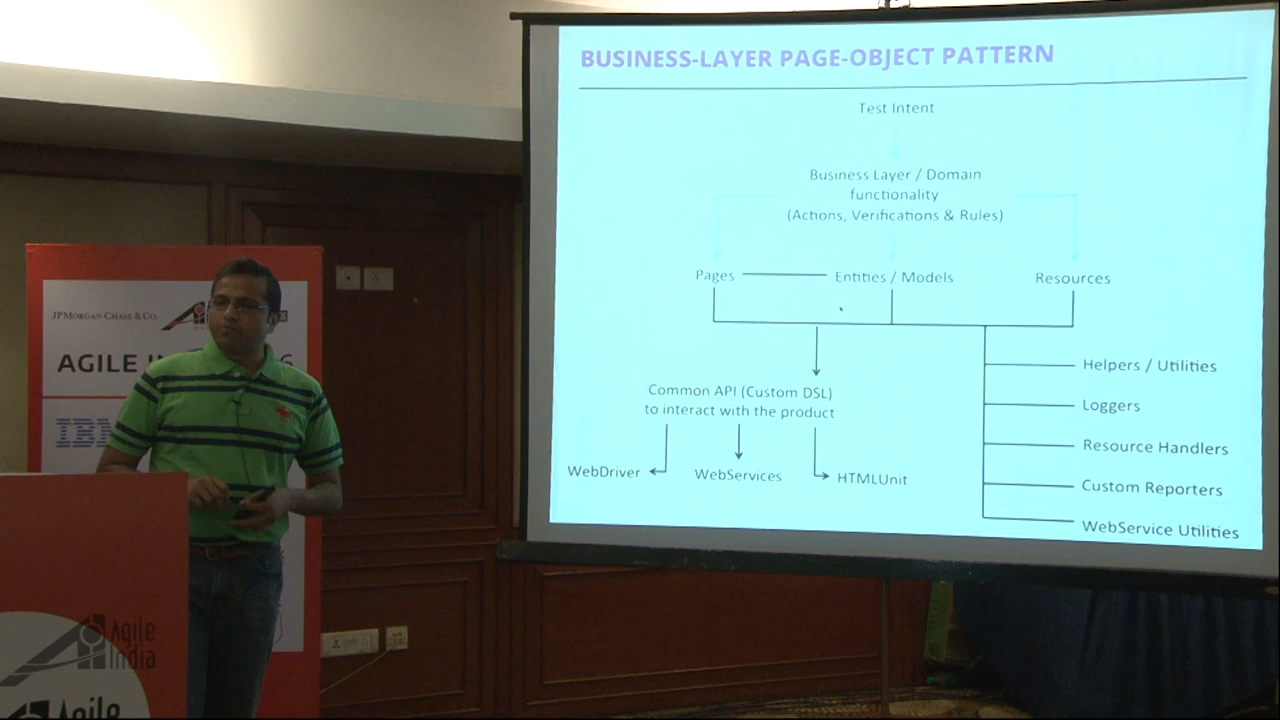 BUSINESS-LAYER PAGE-OBJECT PATTERN
Test Intent
Business Layer / Domain
functionality
(Actions, Verifications & Rules)
Pages
Entities / Models
Resources
Helpers / Utilities
Common API (Custom DSL)
to interact with the product
Loggers
Resource Handlers
WebDriver
WebServices
HTMLUnit
Custom Reporters
WebService Utilities
JPMORGAN CHASE & CO.
AGILE
IBM
Agile
India
Agile